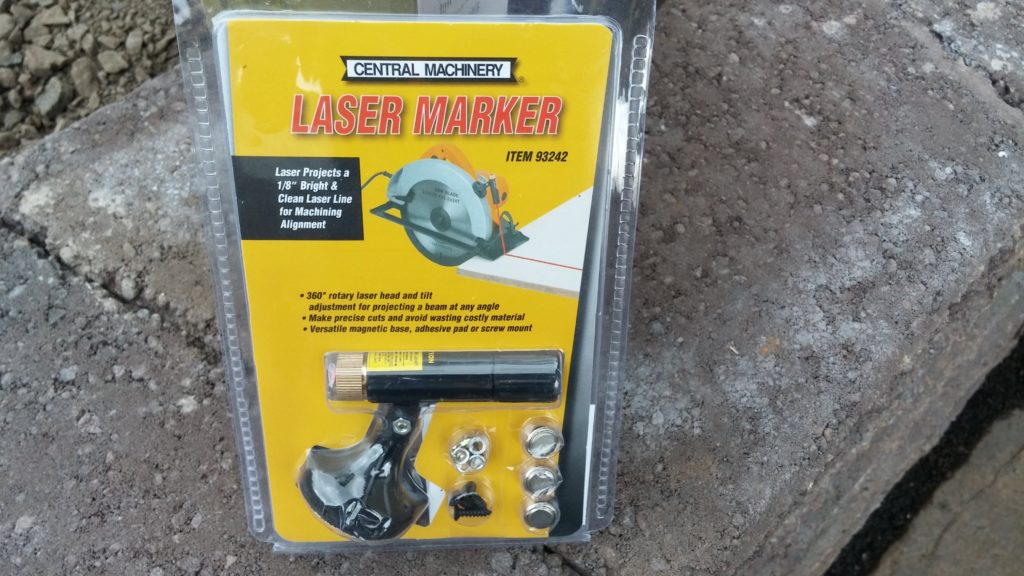 CENTRAL MACHINERY
LASER MARKER
ITEM 93242
Laser Projects a
1/8" Bright &
Clean Laser Line
for Machining
Alignment
• 360° rotary laser head and tilt
adjustment for projecting a beam at any angle
• Make precise cuts and avoid wasting costly material
• Versatile magnetic base, adhesive pad or screw mount